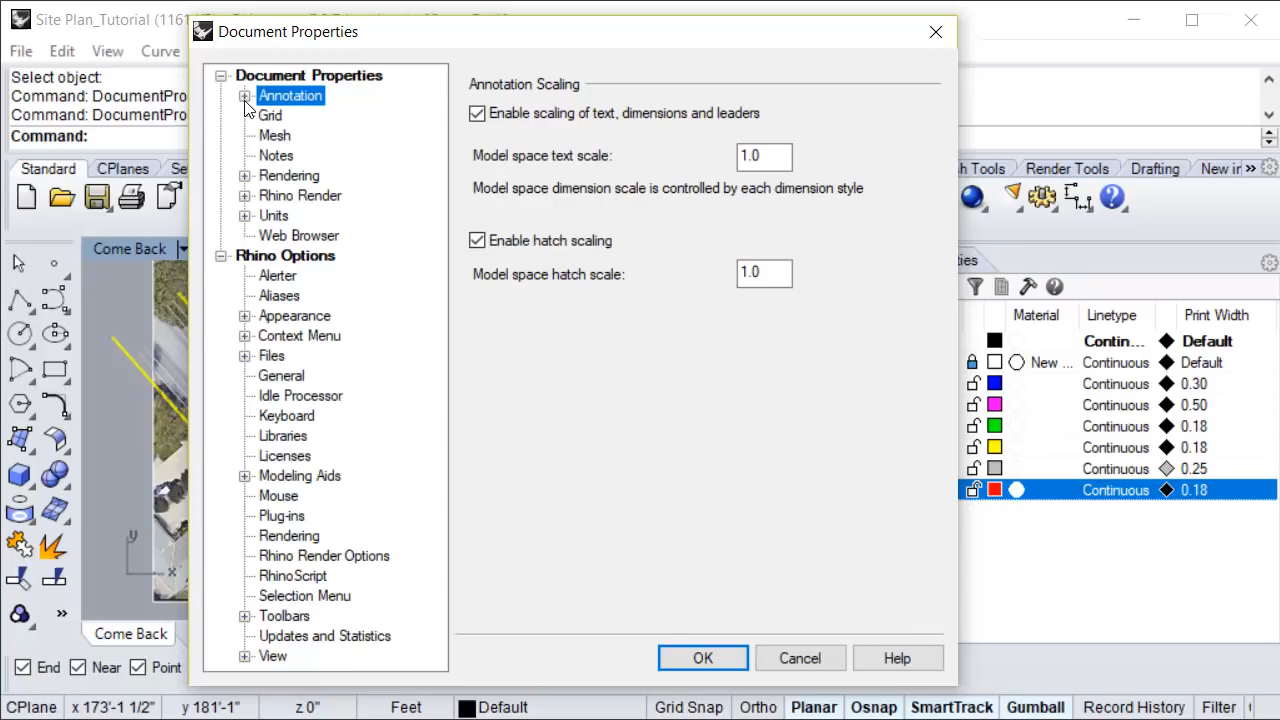 Site Plan_Tutorial (1161
Document Properties
File Edit View Curve
Select object:
Command: DocumentPro
Command: DocumentPro
Command:
Standard CPlanes
h Tools Render Tools Drafting New in »
Come Back
Document Properties
Annotation
Grid
Mesh
Notes
Rendering
Rhino Render
Units
Web Browser
Rhino Options
Alerter
Aliases
Appearance
Context Menu
Files
General
Idle Processor
Keyboard
Libraries
Licenses
Modeling Aids
Mouse
Plug-ins
Rendering
Rhino Render Options
RhinoScript
Selection Menu
Toolbars
Updates and Statistics
View
Annotation Scaling
Enable scaling of text, dimensions and leaders
Model space text scale: 1.0
Model space dimension scale is controlled by each dimension style
Enable hatch scaling
Model space hatch scale: 1.0
OK Cancel Help
ies
Material Linetype Print Width
Contin... Default
New ... Continuous Default
Continuous 0.30
Continuous 0.50
Continuous 0.18
Continuous 0.18
Continuous 0.25
Continuous 0.18
y
x
»
Come Back
End Near Point
CPlane x 173'-1 1/2" y 181'-1" z 0" Feet Default Grid Snap Ortho Planar Osnap SmartTrack Gumball Record History Filter